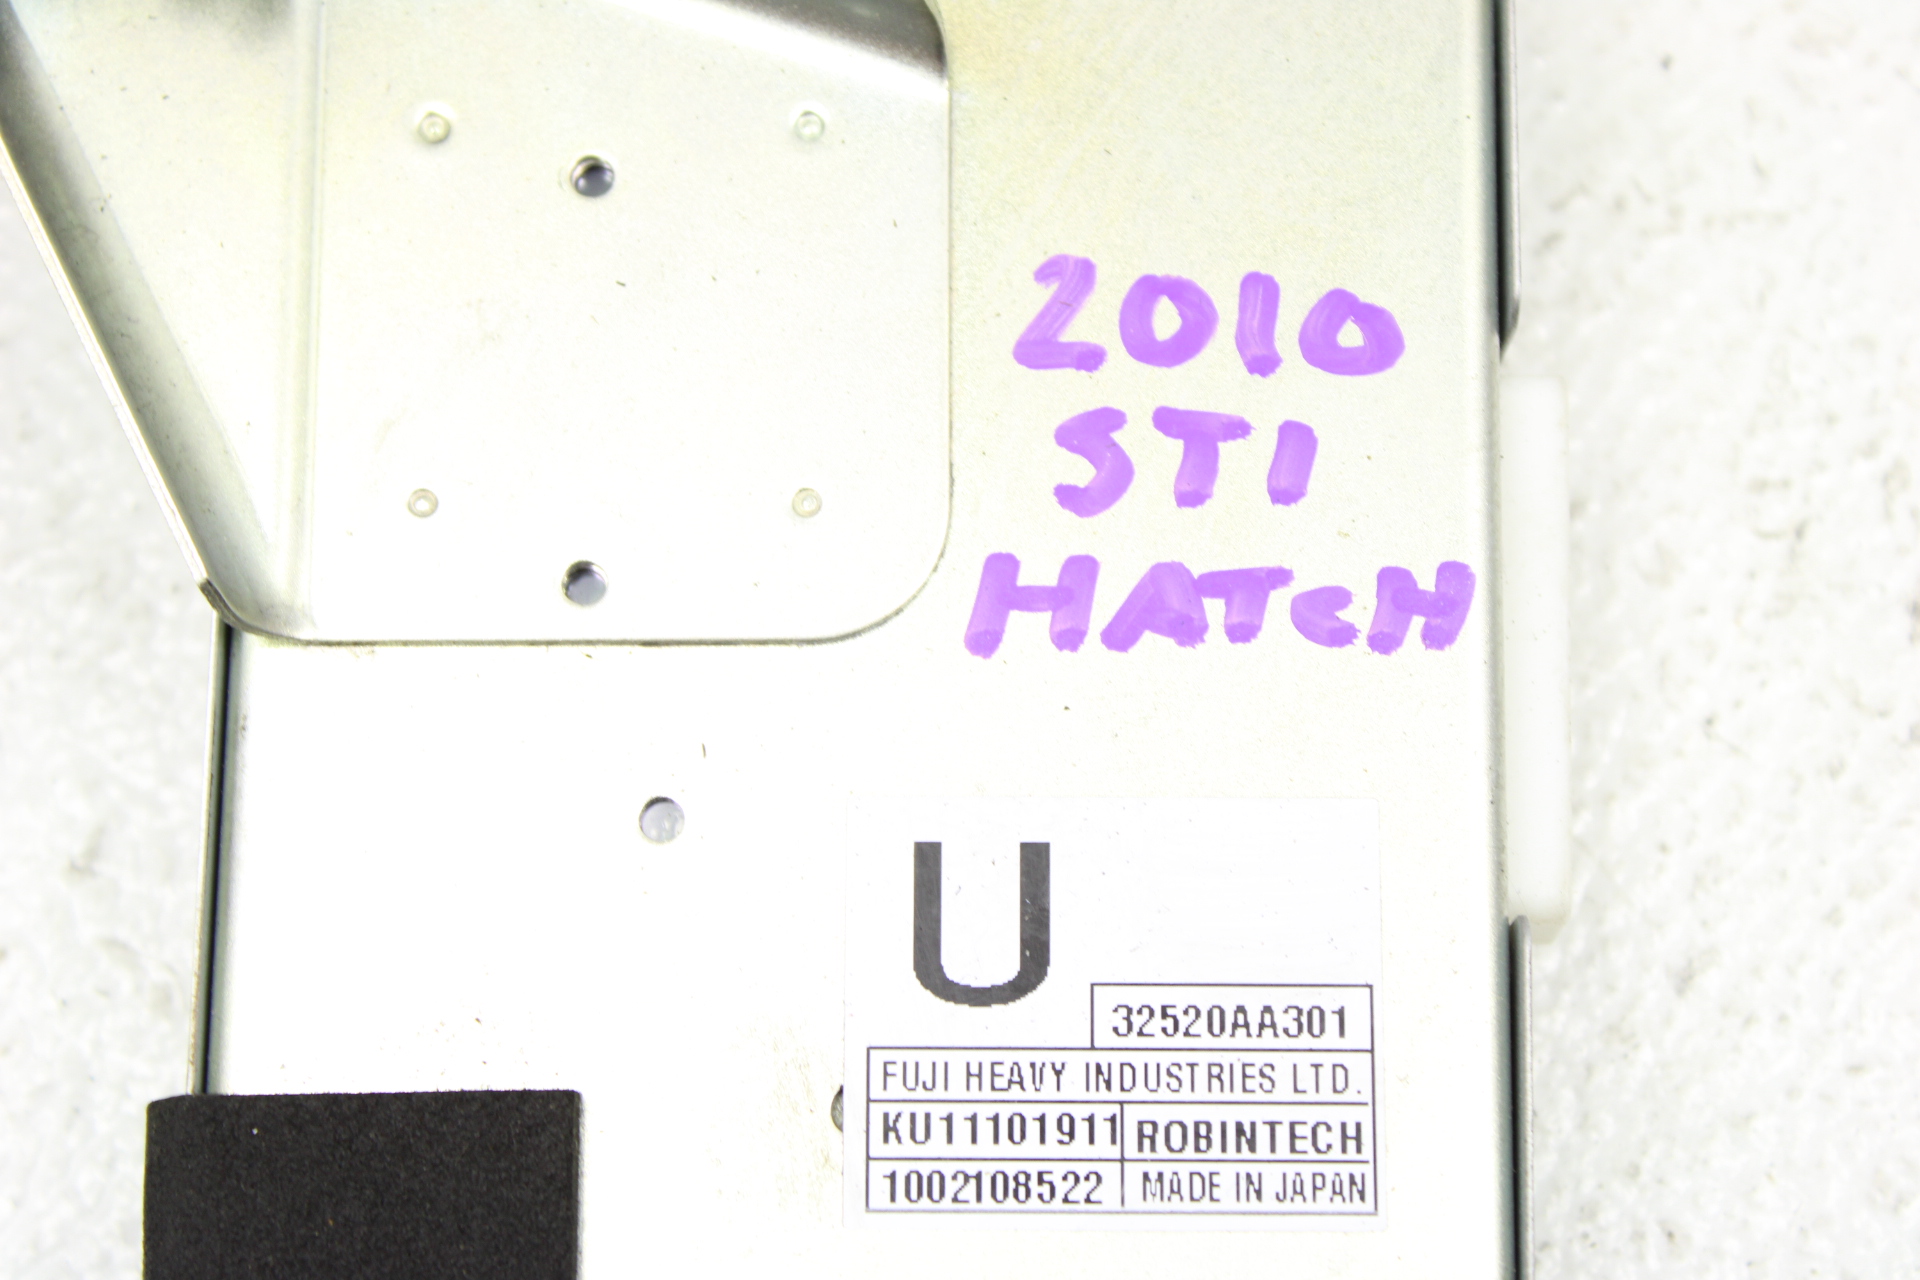 2010
STI
HATCH
U
32520AA301
FUJI HEAVY INDUSTRIES LTD.
KU11101911 ROBINTECH
1002108522 MADE IN JAPAN